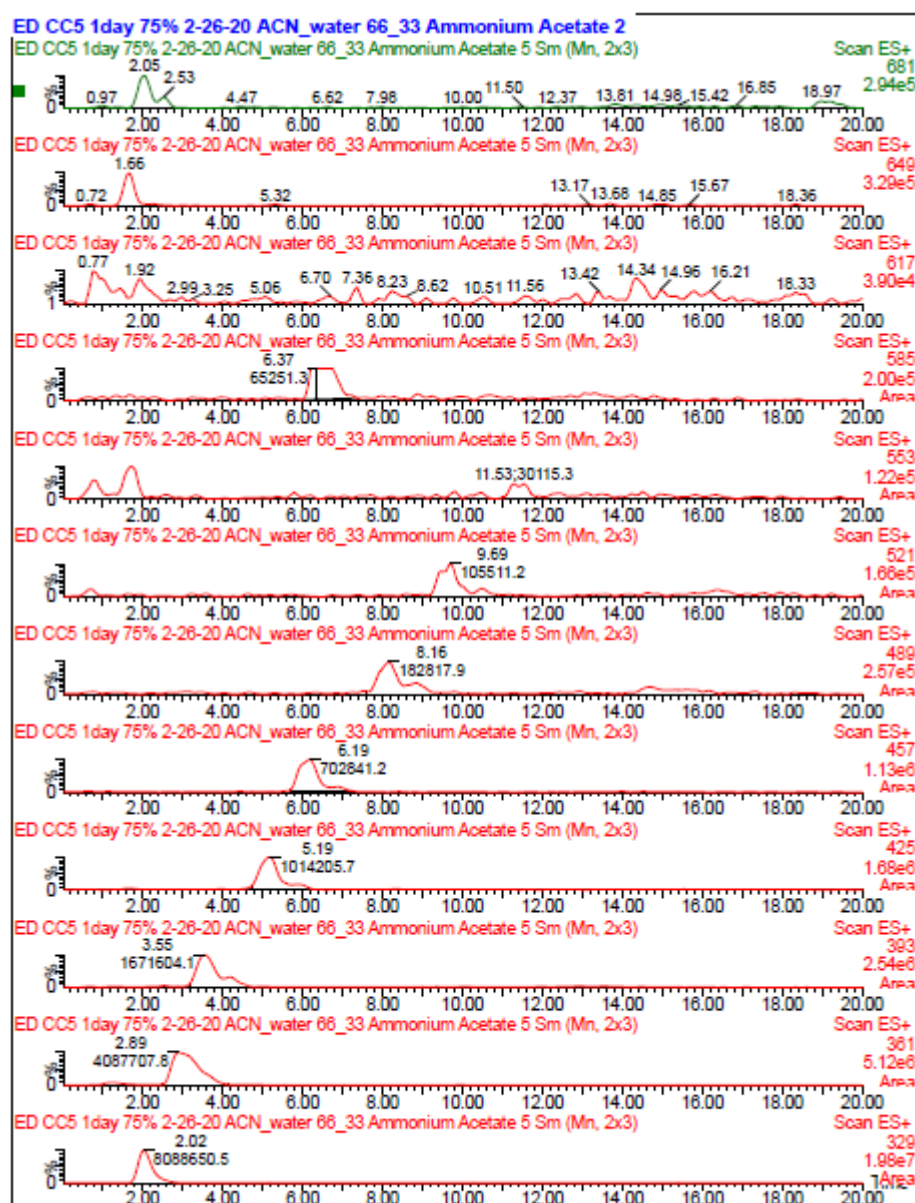 ED CC5 1day 75% 2-26-20 ACN_water 66_33 Ammonium Acetate 2
ED CC5 1day 75% 2-26-20 ACN_water 66_33 Ammonium Acetate 5 Sm (Mn, 2x3) Scan ES+
681
2.94e5
2.05
2.53
0.97 4.47 6.62 7.98 10.00 11.50 12.37 13.81 14.98 15.42 16.85 18.97
%
0
2.00 4.00 6.00 8.00 10.00 12.00 14.00 16.00 18.00 20.00
ED CC5 1day 75% 2-26-20 ACN_water 66_33 Ammonium Acetate 5 Sm (Mn, 2x3) Scan ES+
649
3.29e5
1.66
0.72 5.32 13.17 13.68 14.85 15.67 18.36
%
0
2.00 4.00 6.00 8.00 10.00 12.00 14.00 16.00 18.00 20.00
ED CC5 1day 75% 2-26-20 ACN_water 66_33 Ammonium Acetate 5 Sm (Mn, 2x3) Scan ES+
617
3.90e4
0.77 1.92 2.99 3.25 5.06 6.70 7.36 8.23 8.62 10.51 11.56 13.42 14.34 14.96 16.21 18.33
%
1
2.00 4.00 6.00 8.00 10.00 12.00 14.00 16.00 18.00 20.00
ED CC5 1day 75% 2-26-20 ACN_water 66_33 Ammonium Acetate 5 Sm (Mn, 2x3) Scan ES+
585
2.00e5
Area
6.37
65251.3
%
0
2.00 4.00 6.00 8.00 10.00 12.00 14.00 16.00 18.00 20.00
ED CC5 1day 75% 2-26-20 ACN_water 66_33 Ammonium Acetate 5 Sm (Mn, 2x3) Scan ES+
553
1.22e5
Area
11.53;30115.3
%
0
2.00 4.00 6.00 8.00 10.00 12.00 14.00 16.00 18.00 20.00
ED CC5 1day 75% 2-26-20 ACN_water 66_33 Ammonium Acetate 5 Sm (Mn, 2x3) Scan ES+
521
1.66e5
Area
9.69
105511.2
%
0
2.00 4.00 6.00 8.00 10.00 12.00 14.00 16.00 18.00 20.00
ED CC5 1day 75% 2-26-20 ACN_water 66_33 Ammonium Acetate 5 Sm (Mn, 2x3) Scan ES+
489
2.57e5
Area
8.16
182817.9
%
0
2.00 4.00 6.00 8.00 10.00 12.00 14.00 16.00 18.00 20.00
ED CC5 1day 75% 2-26-20 ACN_water 66_33 Ammonium Acetate 5 Sm (Mn, 2x3) Scan ES+
457
1.13e6
Area
6.19
702841.2
%
0
2.00 4.00 6.00 8.00 10.00 12.00 14.00 16.00 18.00 20.00
ED CC5 1day 75% 2-26-20 ACN_water 66_33 Ammonium Acetate 5 Sm (Mn, 2x3) Scan ES+
425
1.68e6
Area
5.19
1014205.7
%
0
2.00 4.00 6.00 8.00 10.00 12.00 14.00 16.00 18.00 20.00
ED CC5 1day 75% 2-26-20 ACN_water 66_33 Ammonium Acetate 5 Sm (Mn, 2x3) Scan ES+
393
2.54e6
Area
3.55
1671604.1
%
0
2.00 4.00 6.00 8.00 10.00 12.00 14.00 16.00 18.00 20.00
ED CC5 1day 75% 2-26-20 ACN_water 66_33 Ammonium Acetate 5 Sm (Mn, 2x3) Scan ES+
361
5.12e6
Area
2.89
4087707.8
%
0
2.00 4.00 6.00 8.00 10.00 12.00 14.00 16.00 18.00 20.00
ED CC5 1day 75% 2-26-20 ACN_water 66_33 Ammonium Acetate 5 Sm (Mn, 2x3) Scan ES+
329
1.98e7
Area
2.02
8088650.5
%
0
2.00 4.00 6.00 8.00 10.00 12.00 14.00 16.00 18.00 20.00